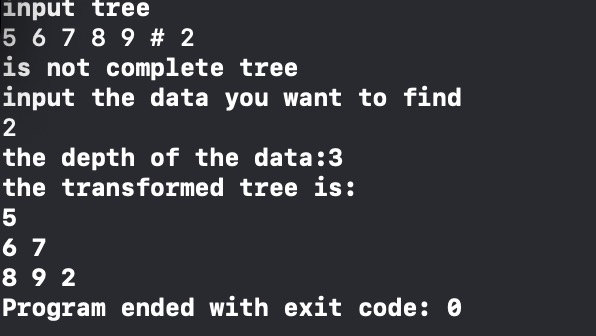 input tree
5 6 7 8 9 # 2
is not complete tree
input the data you want to find
2
the depth of the data:3
the transformed tree is:
5
6 7
8 9 2
Program ended with exit code: 0